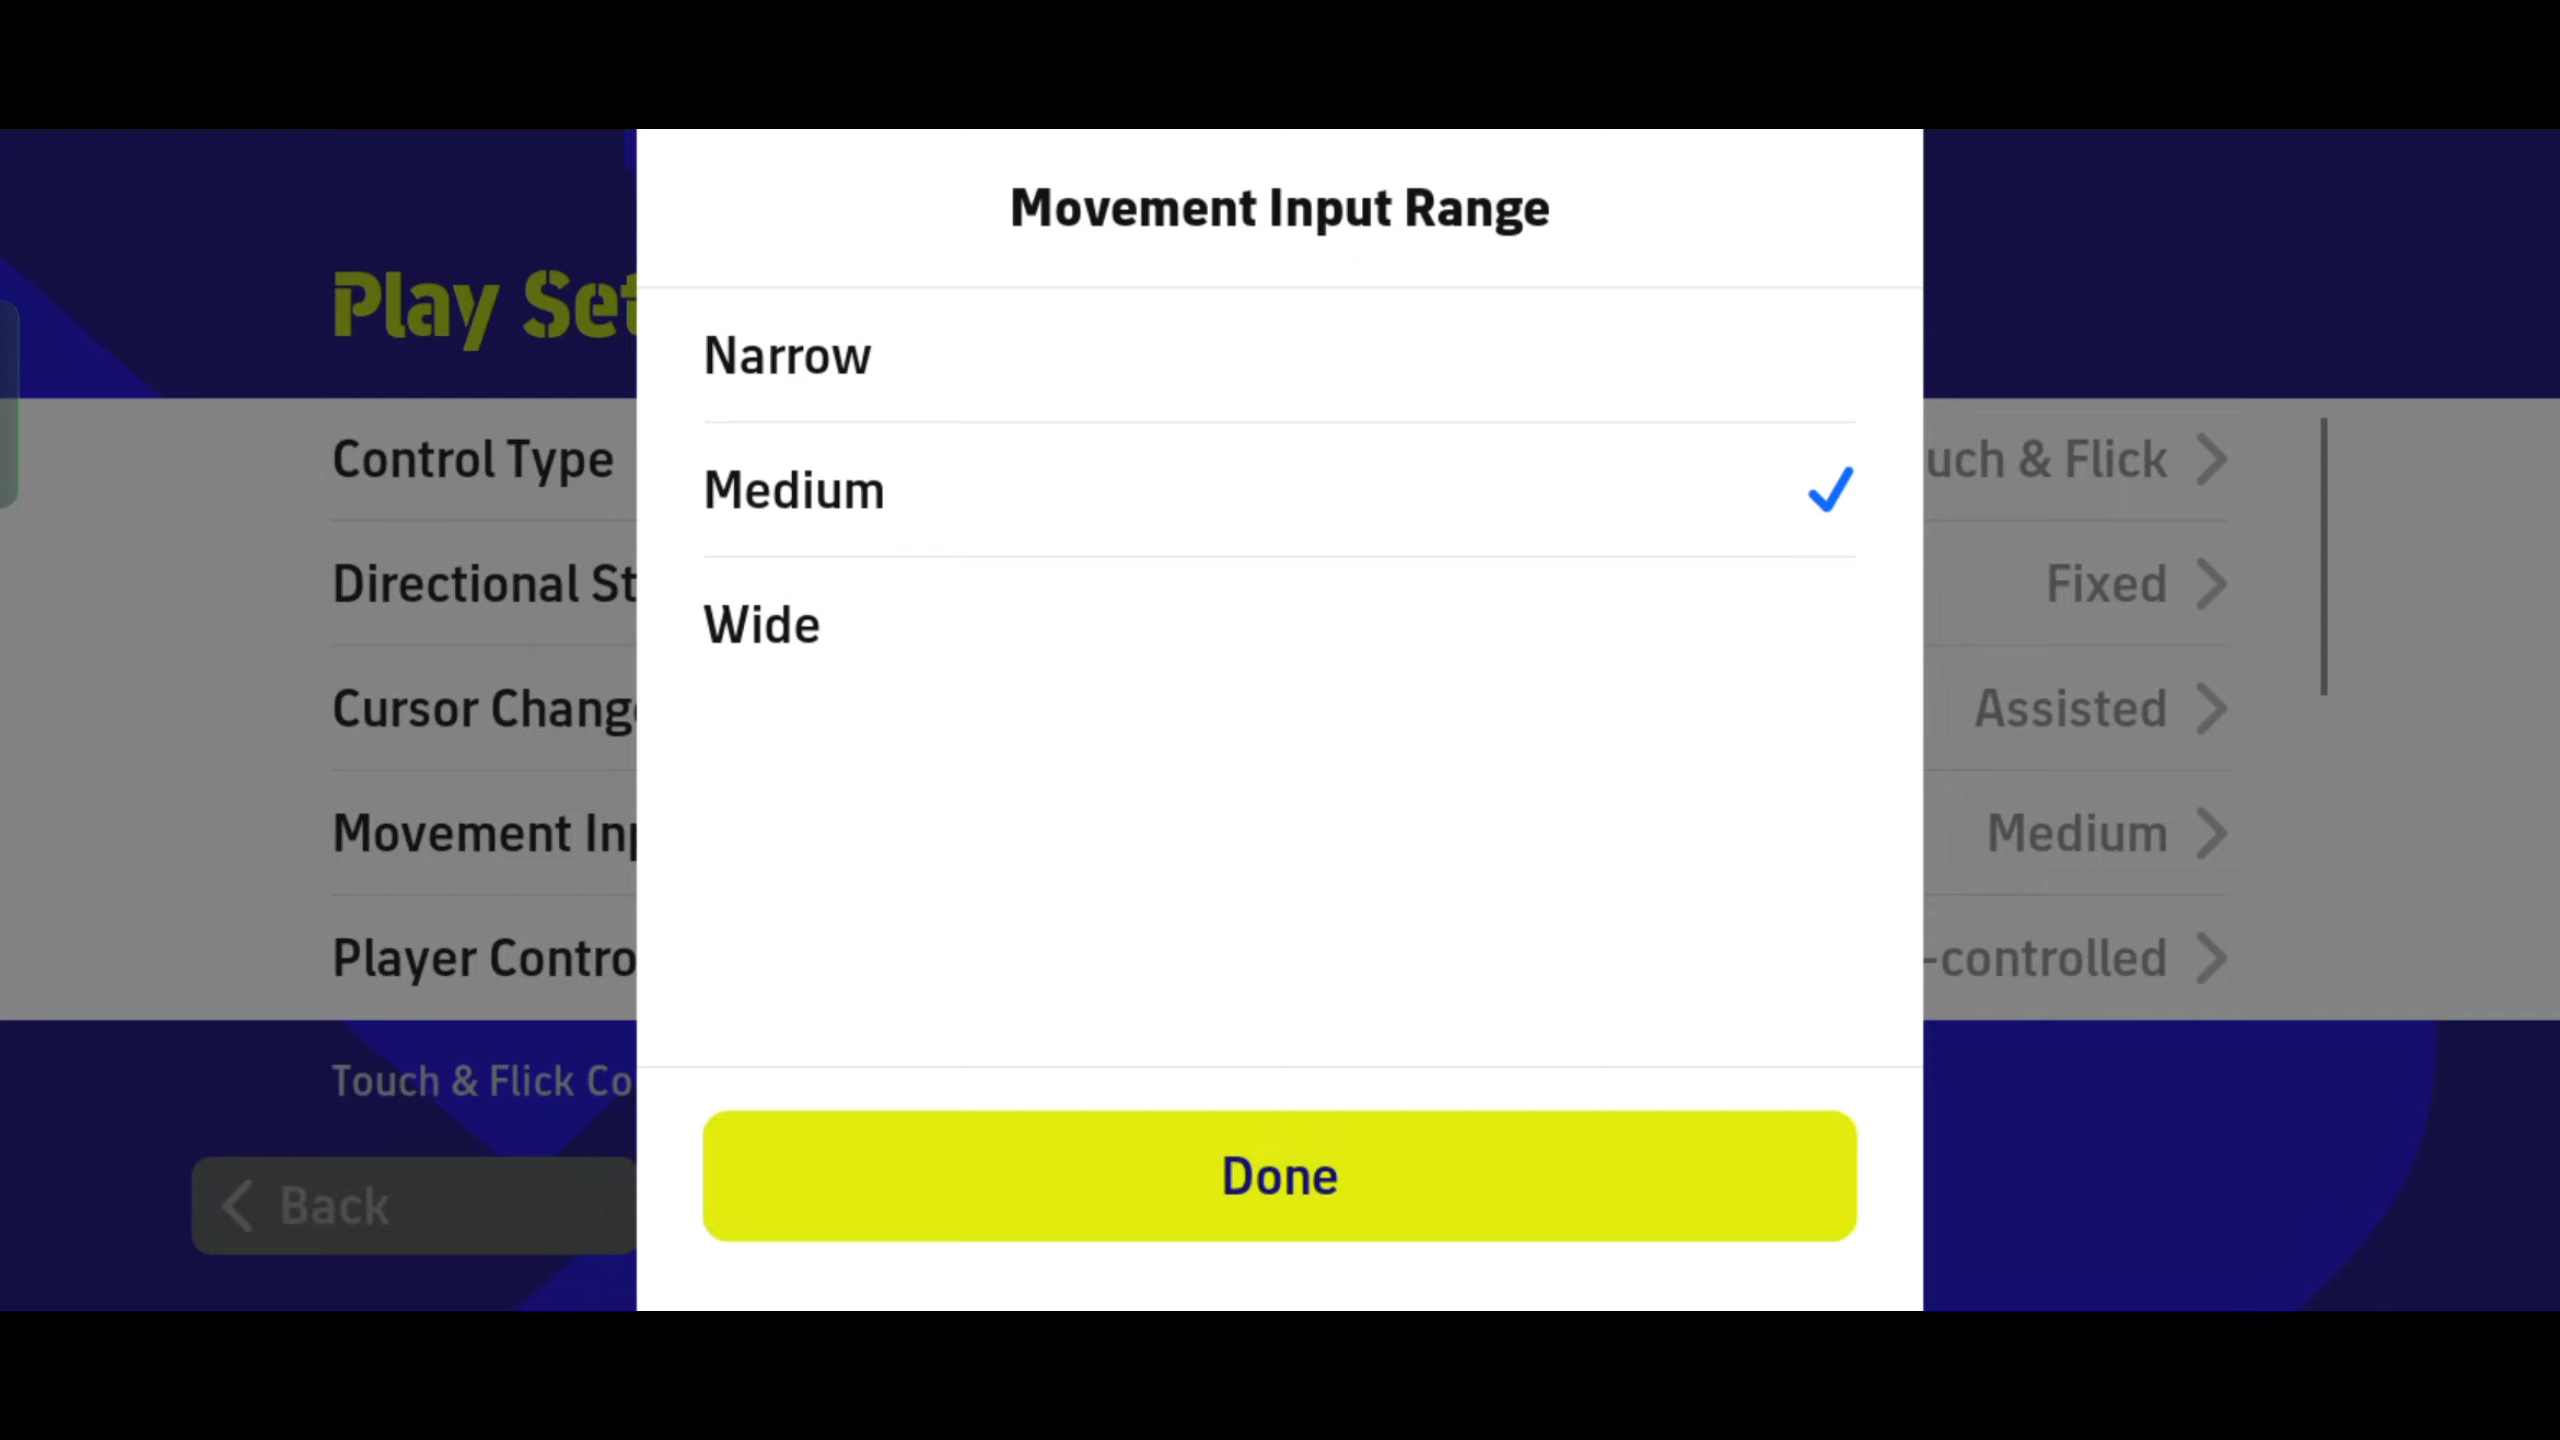 Movement Input Range
Play Set
Narrow
Medium
Wide
Control Type
uch & Flick
Directional St
Fixed
Cursor Change
Assisted
Movement Inp
Medium
Player Contro
-controlled
Touch & Flick Co
Done
Back